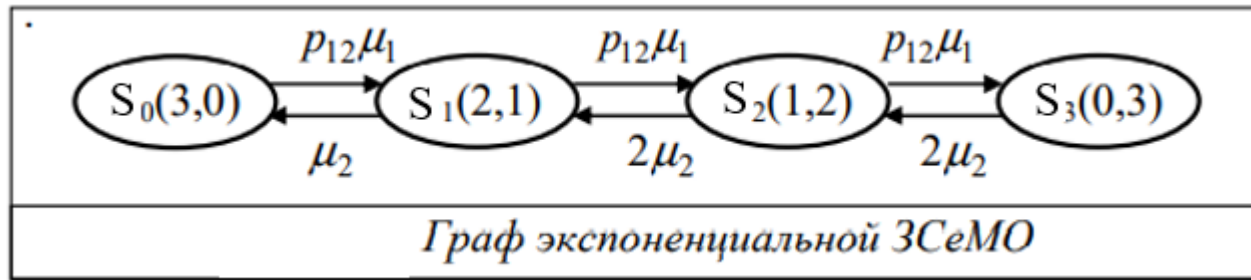 p₁₂μ₁ p₁₂μ₁ p₁₂μ₁
S₀(3,0) S₁(2,1) S₂(1,2) S₃(0,3)
μ₂ 2μ₂ 2μ₂
Граф экспоненциальной ЗСеМО